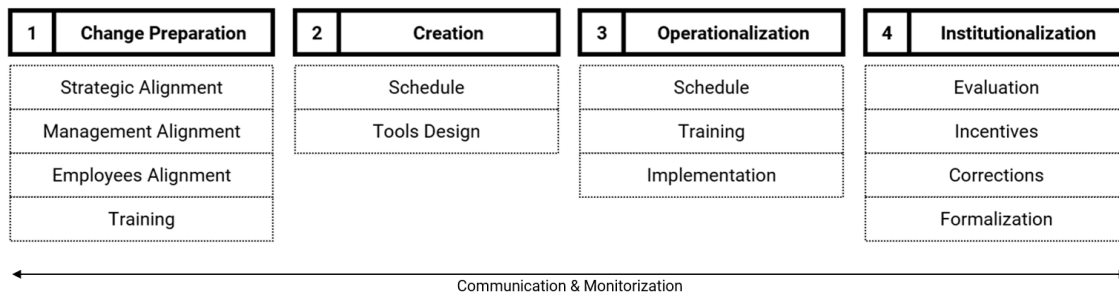 1 Change Preparation
Strategic Alignment
Management Alignment
Employees Alignment
Training
2 Creation
Schedule
Tools Design
3 Operationalization
Schedule
Training
Implementation
4 Institutionalization
Evaluation
Incentives
Corrections
Formalization
Communication & Monitorization